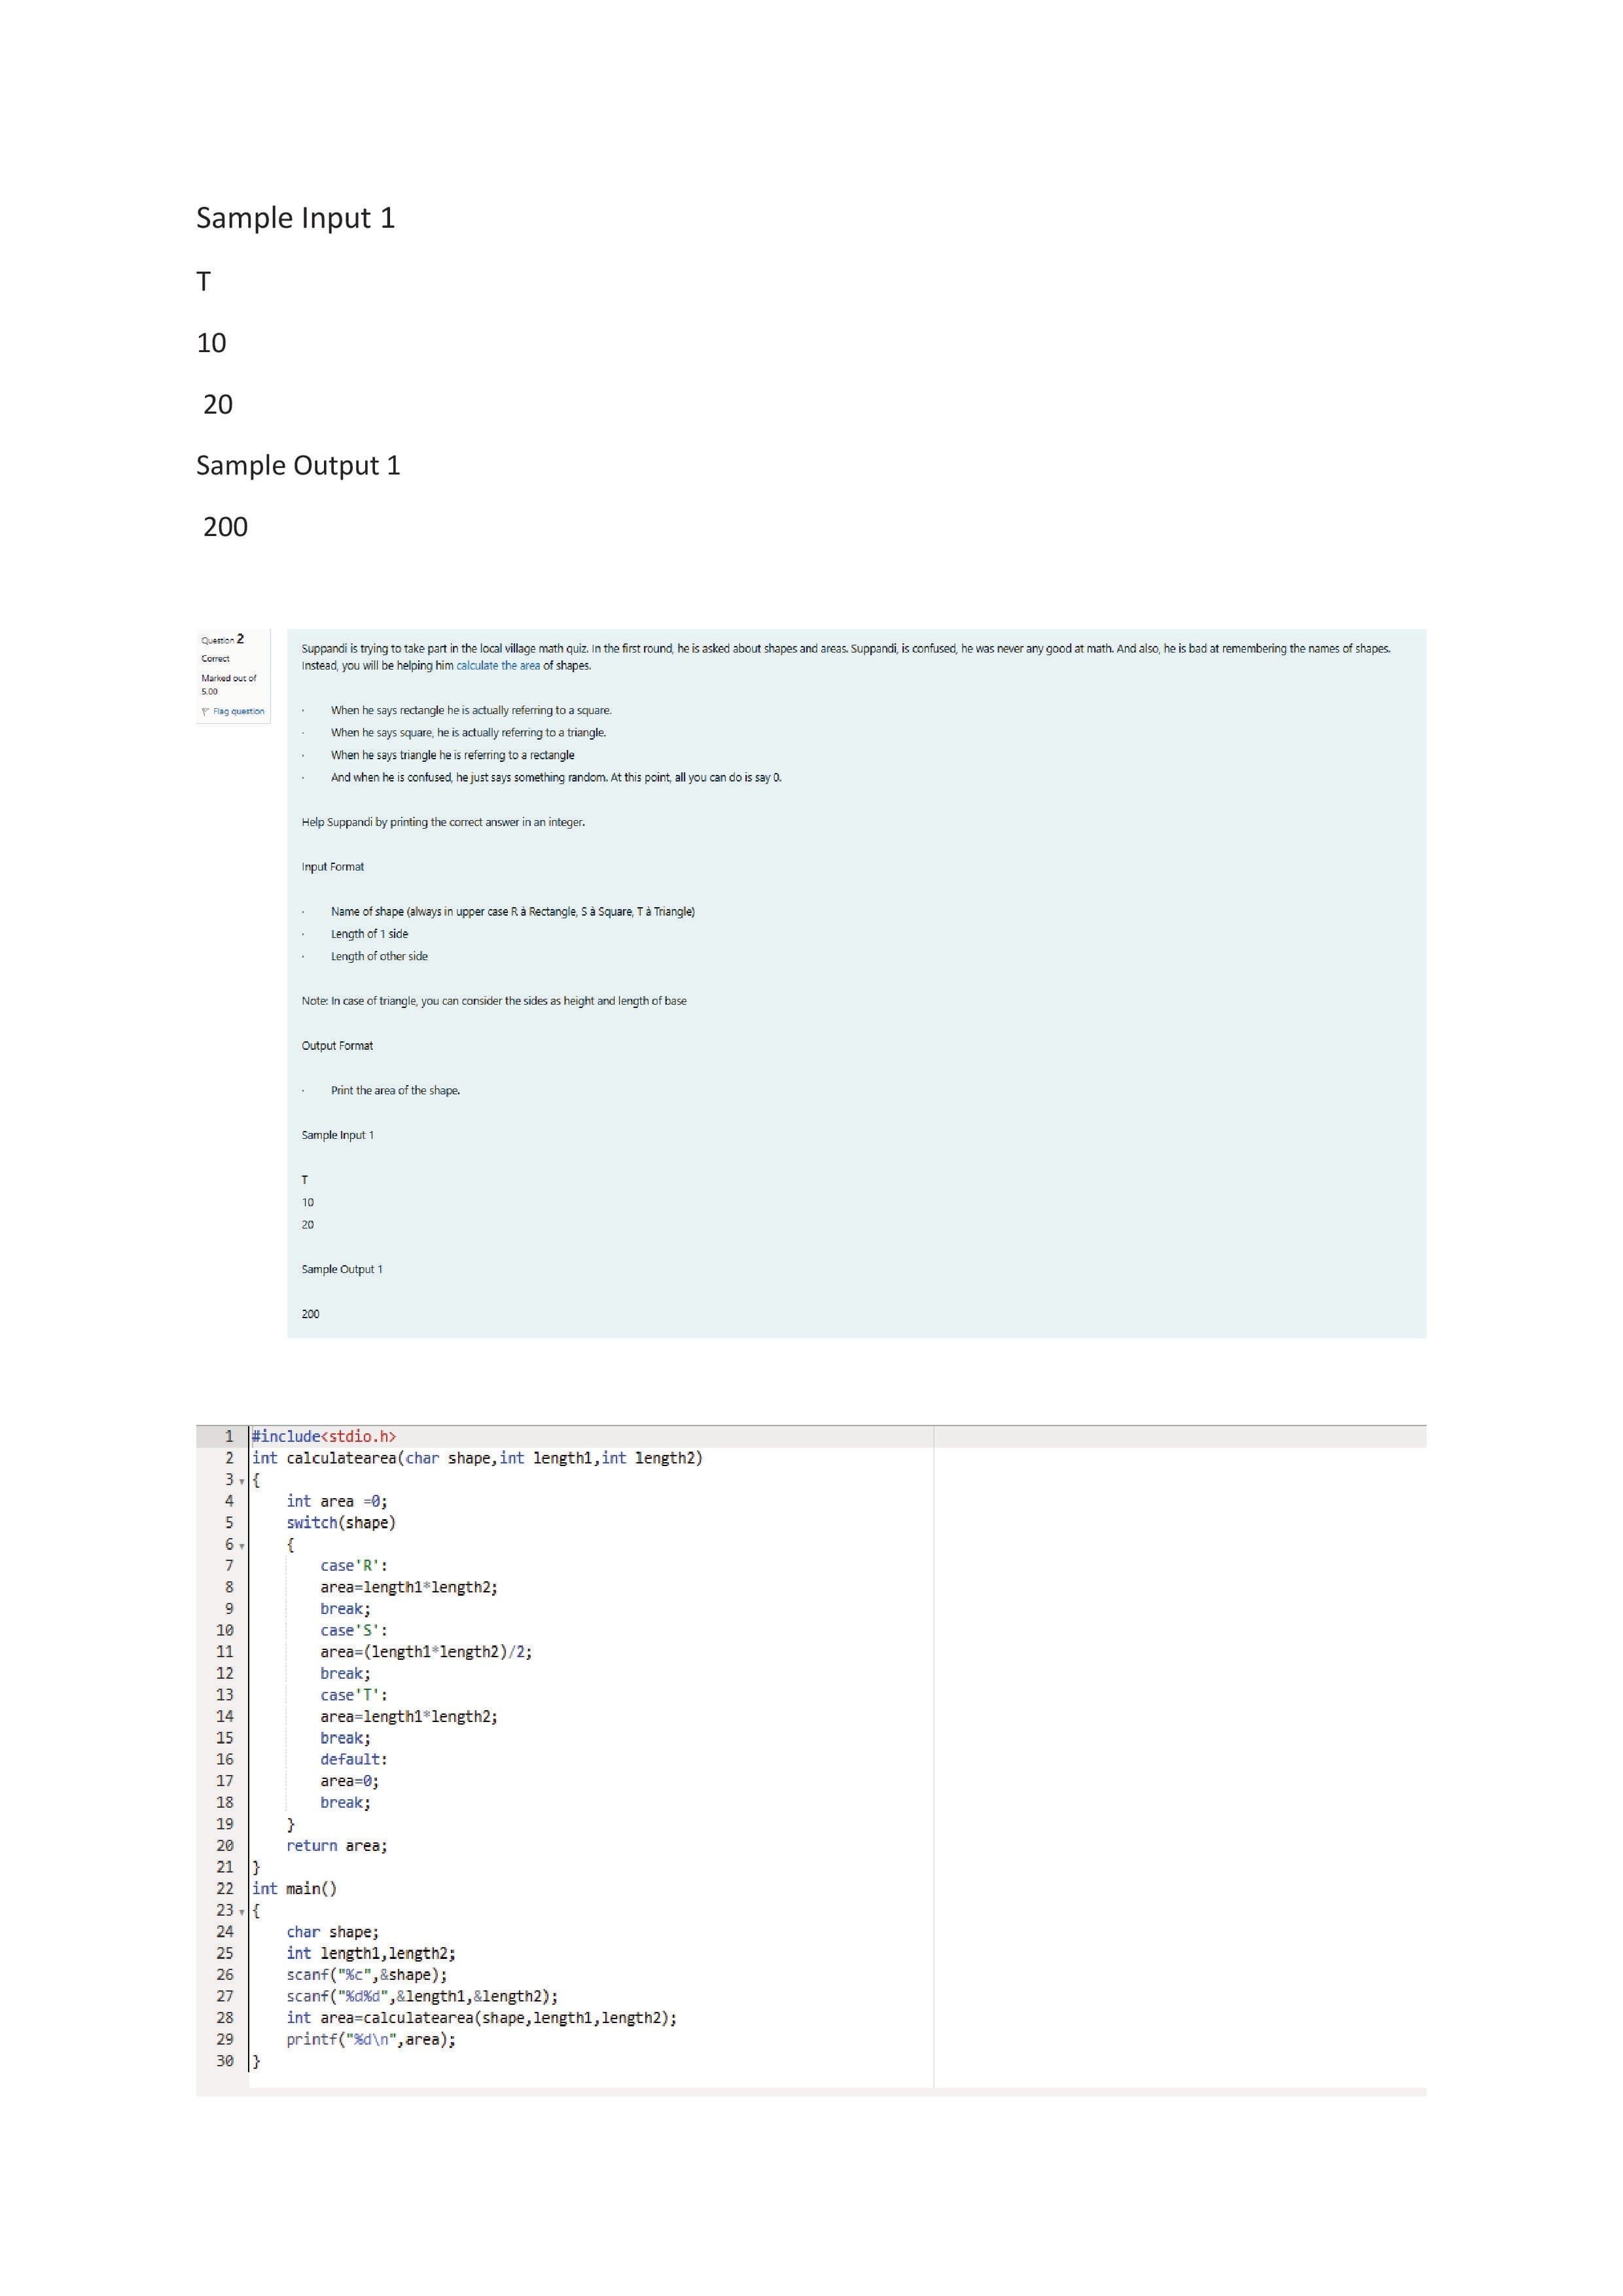 Sample Input 1
T
10
20
Sample Output 1
200
Question 2
Correct
Marked out of
5.00
Flag question
Suppandi is trying to take part in the local village math quiz. In the first round, he is asked about shapes and areas. Suppandi, is confused, he was never any good at math. And also, he is bad at remembering the names of shapes.
Instead, you will be helping him calculate the area of shapes.
· When he says rectangle he is actually referring to a square.
· When he says square, he is actually referring to a triangle.
· When he says triangle he is referring to a rectangle
· And when he is confused, he just says something random. At this point, all you can do is say 0.
Help Suppandi by printing the correct answer in an integer.
Input Format
· Name of shape (always in upper case R à Rectangle, S à Square, T à Triangle)
· Length of 1 side
· Length of other side
Note: In case of triangle, you can consider the sides as height and length of base
Output Format
· Print the area of the shape.
Sample Input 1
T
10
20
Sample Output 1
200
1 #include<stdio.h>
2 int calculatearea(char shape,int length1,int length2)
3 {
4 int area =0;
5 switch(shape)
6 {
7 case'R':
8 area=length1*length2;
9 break;
10 case'S':
11 area=(length1*length2)/2;
12 break;
13 case'T':
14 area=length1*length2;
15 break;
16 default:
17 area=0;
18 break;
19 }
20 return area;
21 }
22 int main()
23 {
24 char shape;
25 int length1,length2;
26 scanf("%c",&shape);
27 scanf("%d%d",&length1,&length2);
28 int area=calculatearea(shape,length1,length2);
29 printf("%d\n",area);
30 }